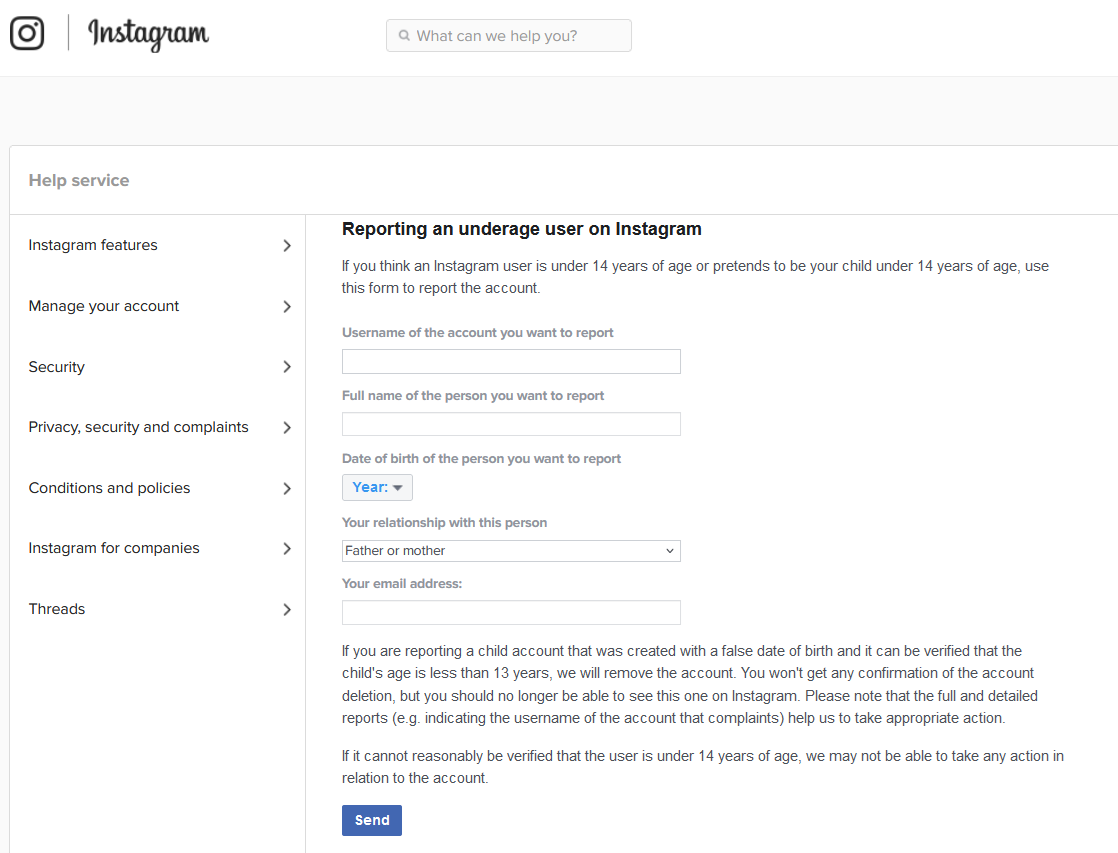 Instagram
What can we help you?
Help service
Instagram features
Manage your account
Security
Privacy, security and complaints
Conditions and policies
Instagram for companies
Threads
Reporting an underage user on Instagram
If you think an Instagram user is under 14 years of age or pretends to be your child under 14 years of age, use
this form to report the account.
Username of the account you want to report
Full name of the person you want to report
Date of birth of the person you want to report
Year:
Your relationship with this person
Father or mother
Your email address:
If you are reporting a child account that was created with a false date of birth and it can be verified that the
child's age is less than 13 years, we will remove the account. You won't get any confirmation of the account
deletion, but you should no longer be able to see this one on Instagram. Please note that the full and detailed
reports (e.g. indicating the username of the account that complaints) help us to take appropriate action.
If it cannot reasonably be verified that the user is under 14 years of age, we may not be able to take any action in
relation to the account.
Send